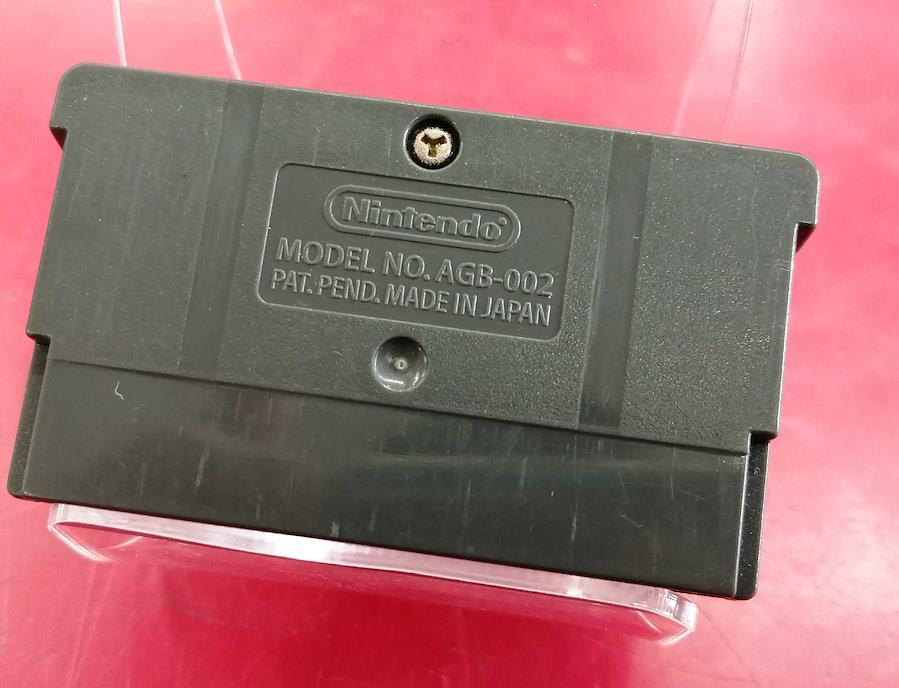 Nintendo
MODEL NO. AGB-002
PAT. PEND. MADE IN JAPAN